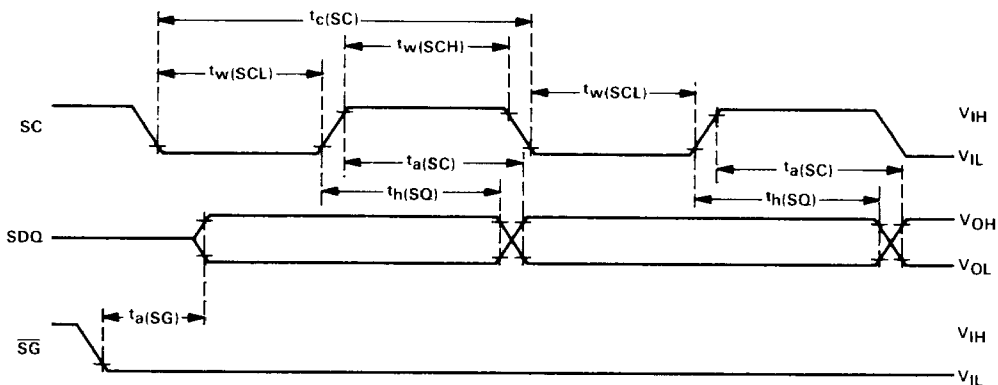 tc(SC)
tw(SCH)
tw(SCL)
tw(SCL)
SC
VIH
VIL
ta(SC)
ta(SC)
th(SQ)
th(SQ)
SDQ
VOH
VOL
ta(SG)
SG
VIH
VIL